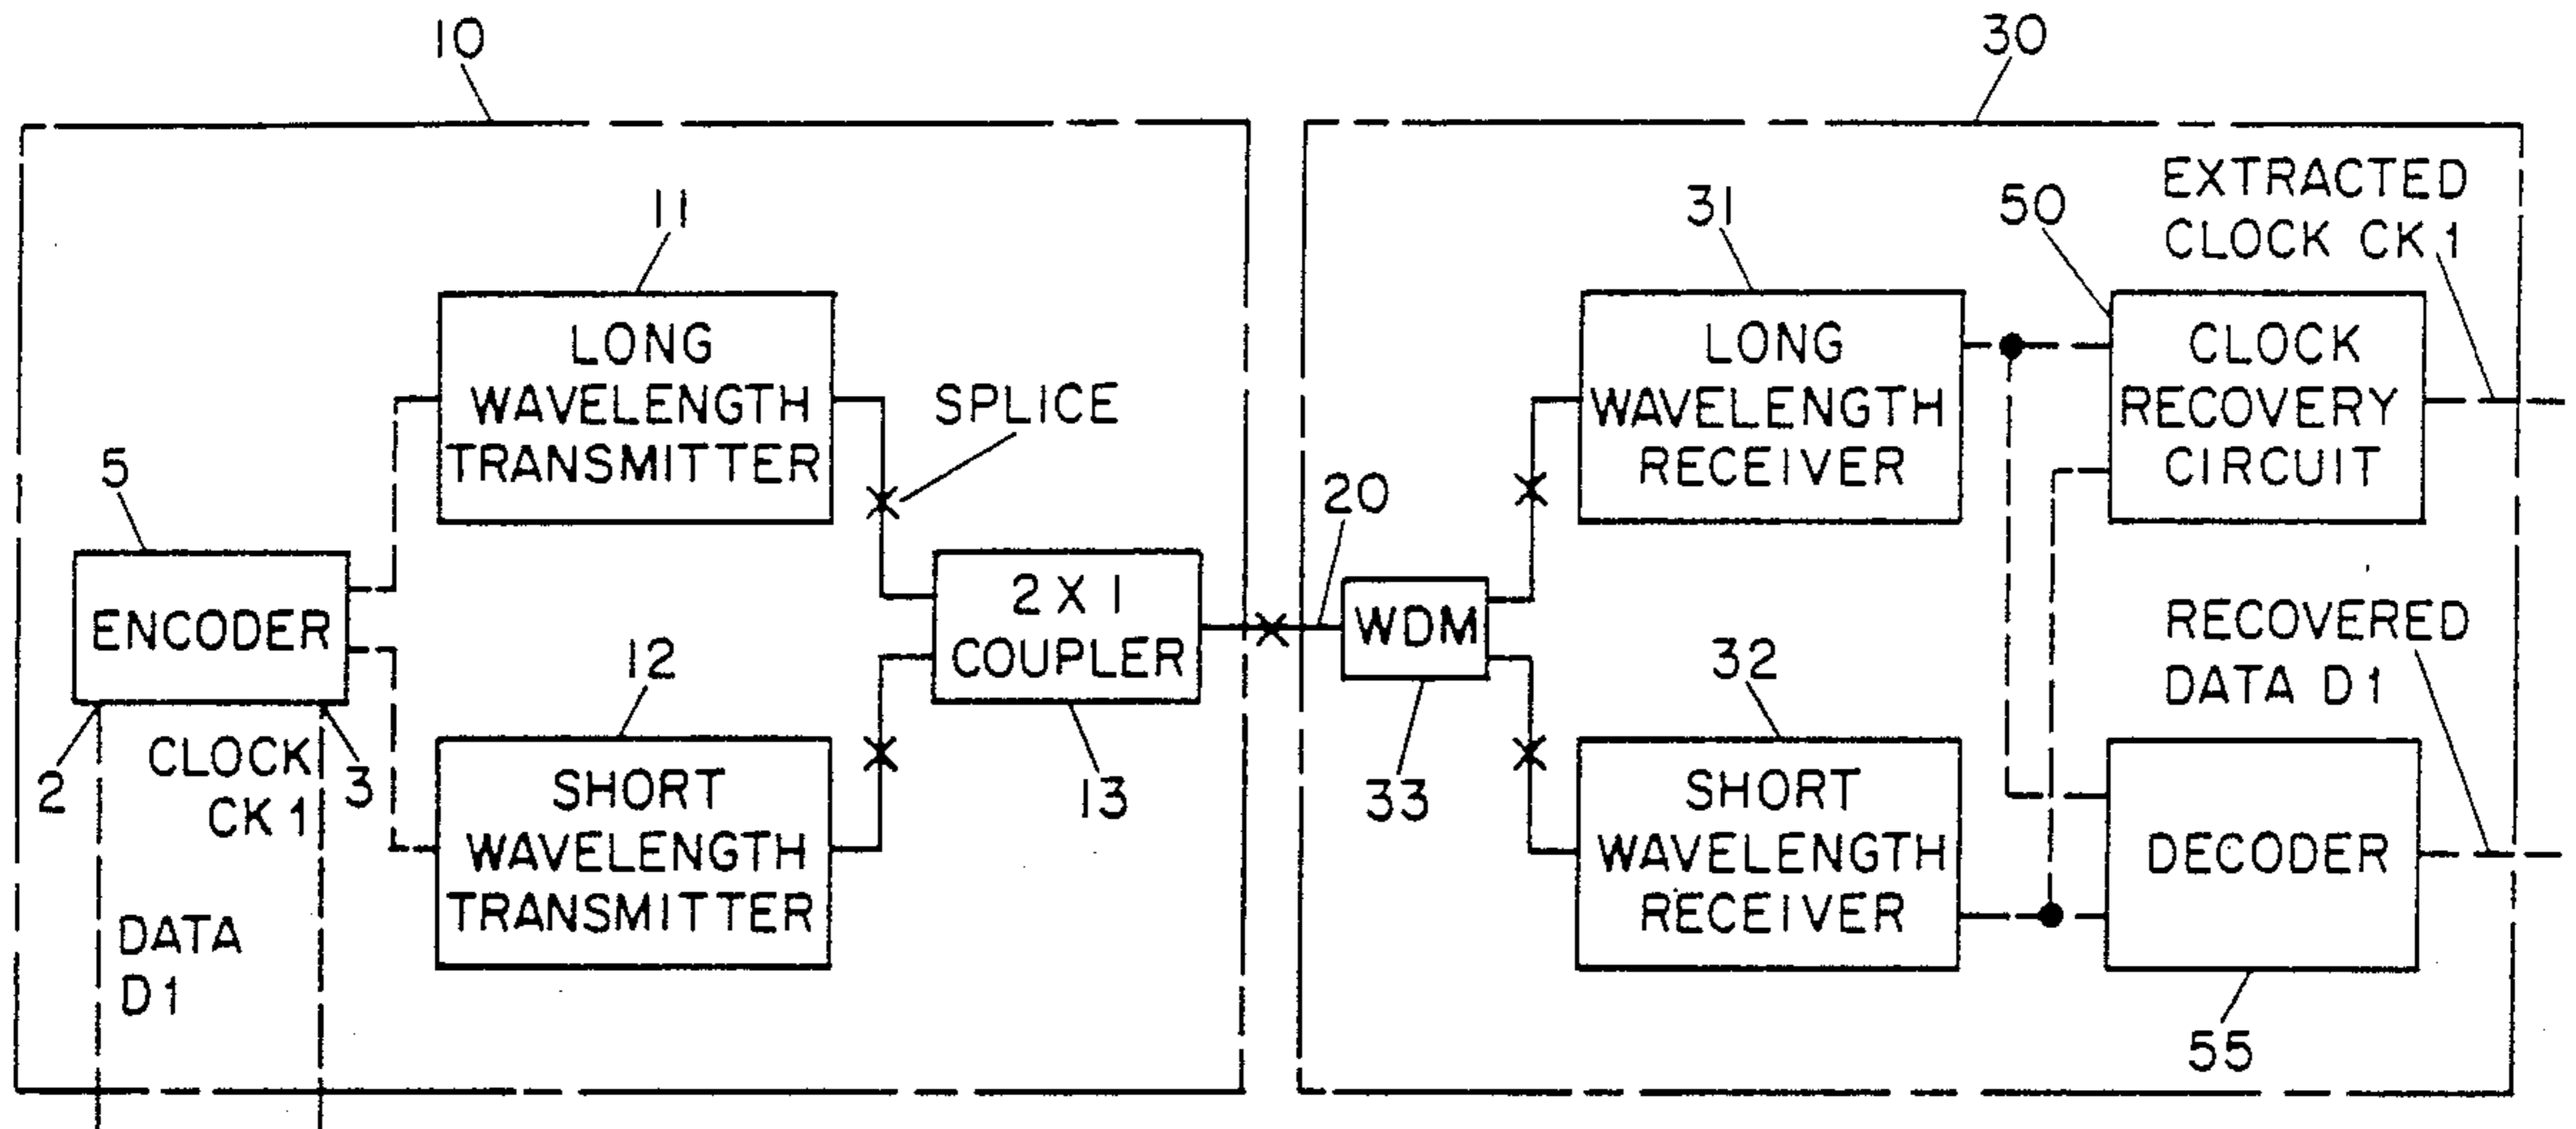 10
30
EXTRACTED
CLOCK CK 1
11
31
50
LONG
WAVELENGTH
TRANSMITTER
SPLICE
LONG
WAVELENGTH
RECEIVER
CLOCK
RECOVERY
CIRCUIT
5
20
ENCODER
2 X 1
COUPLER
WDM
RECOVERED
DATA D1
12
32
2
CLOCK
CK 1
3
13
33
SHORT
WAVELENGTH
TRANSMITTER
SHORT
WAVELENGTH
RECEIVER
DECODER
DATA
D1
55